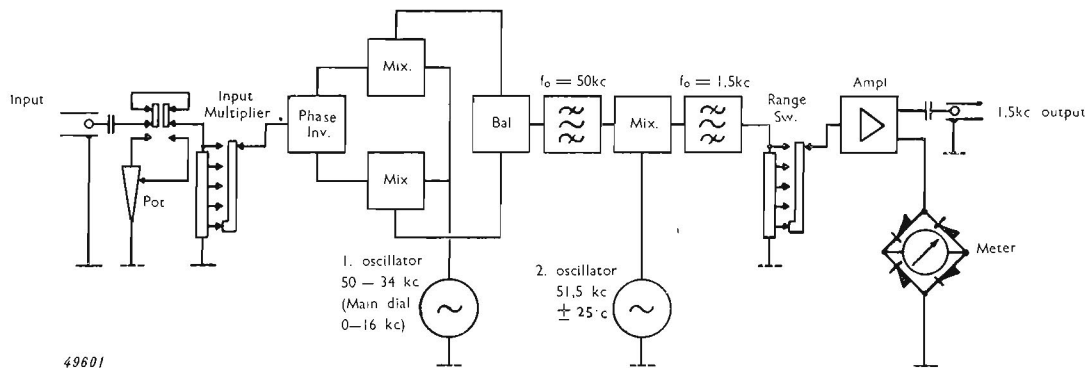 Input
Pot
Input
Multiplier
Phase
Inv.
Mix.
Mix
1. oscillator
50 — 34 kc
(Main dial
0—16 kc)
Bal
f₀ = 50kc
Mix.
2. oscillator
51,5 kc
± 25·c
f₀ = 1,5kc
Range
Sw.
Ampl
1,5kc output
Meter
49601